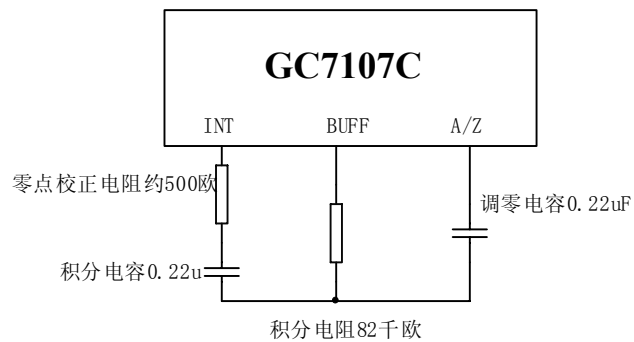 GC7107C
INT BUFF A/Z
零点校正电阻约500欧
调零电容0.22uF
积分电容0.22u
积分电阻82千欧